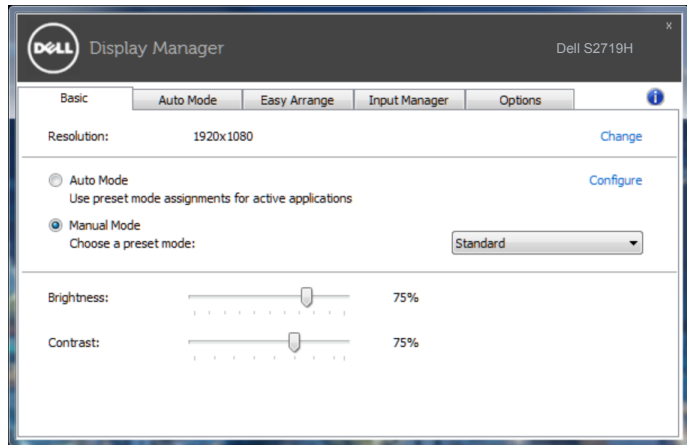 DELL Display Manager Dell S2719H x
Basic Auto Mode Easy Arrange Input Manager Options i
Resolution: 1920x1080 Change
Auto Mode Configure
Use preset mode assignments for active applications
Manual Mode
Choose a preset mode: Standard
Brightness: 75%
Contrast: 75%